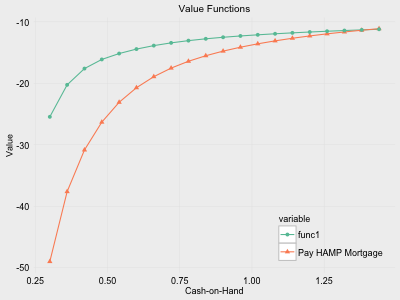 Value Functions
Value
-10
-20
-30
-40
-50
0.25
0.50
0.75
1.00
1.25
Cash-on-Hand
variable
func1
Pay HAMP Mortgage